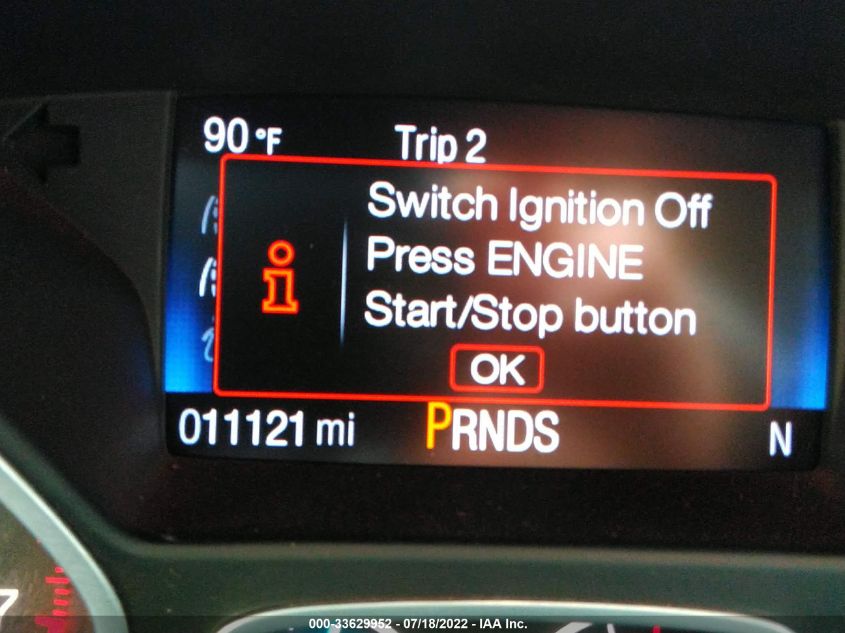 90 °F Trip 2
Switch Ignition Off
Press ENGINE
Start/Stop button
OK
011121 mi PRNDS N
7
000-33629952 - 07/18/2022 - IAA Inc.